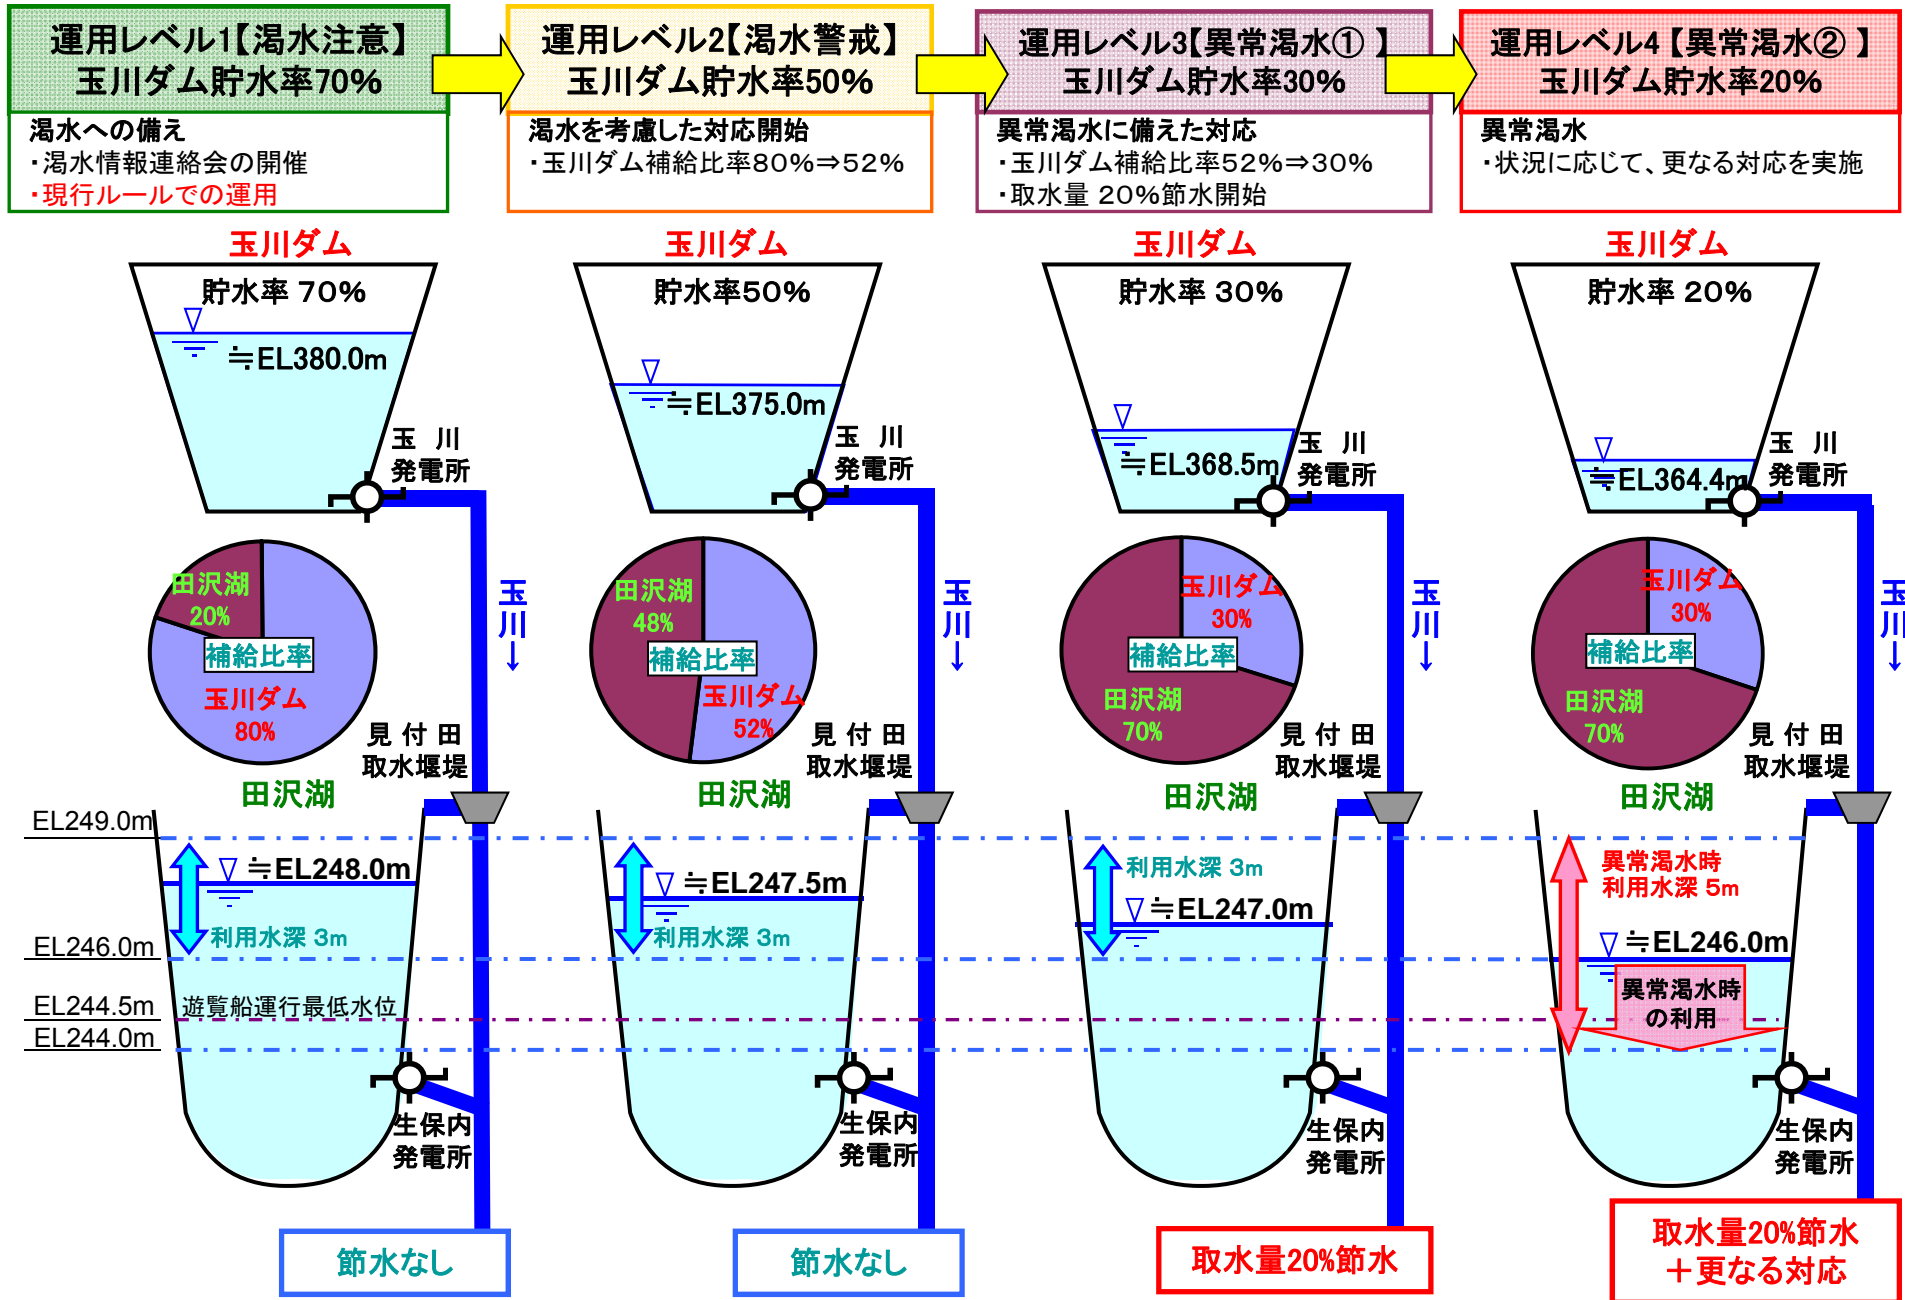 運用レベル1【渇水注意】
玉川ダム貯水率70%
渇水への備え
・渇水情報連絡会の開催
・現行ルールでの運用
運用レベル2【渇水警戒】
玉川ダム貯水率50%
渇水を考慮した対応開始
・玉川ダム補給比率80%⇒52%
運用レベル3【異常渇水① 】
玉川ダム貯水率30%
異常渇水に備えた対応
・玉川ダム補給比率52%⇒30%
・取水量 20%節水開始
運用レベル4【異常渇水② 】
玉川ダム貯水率20%
異常渇水
・状況に応じて、更なる対応を実施
玉川ダム
貯水率 70%
≒EL380.0m
玉 川
発電所
田沢湖
20%
補給比率
玉川ダム
80%
玉川→
見 付 田
取水堰堤
田沢湖
EL249.0m
≒EL248.0m
利用水深 3m
EL246.0m
EL244.5m
遊覧船運行最低水位
EL244.0m
生保内
発電所
節水なし
玉川ダム
貯水率50%
≒EL375.0m
玉 川
発電所
田沢湖
48%
補給比率
玉川ダム
52%
玉川→
見 付 田
取水堰堤
田沢湖
≒EL247.5m
利用水深 3m
生保内
発電所
節水なし
玉川ダム
貯水率 30%
≒EL368.5m
玉 川
発電所
玉川ダム
30%
補給比率
田沢湖
70%
玉川→
見 付 田
取水堰堤
田沢湖
利用水深 3m
≒EL247.0m
生保内
発電所
取水量20%節水
玉川ダム
貯水率 20%
≒EL364.4m
玉 川
発電所
玉川ダム
30%
補給比率
田沢湖
70%
玉川→
見 付 田
取水堰堤
田沢湖
異常渇水時
利用水深 5m
≒EL246.0m
異常渇水時
の利用
生保内
発電所
取水量20%節水
＋更なる対応